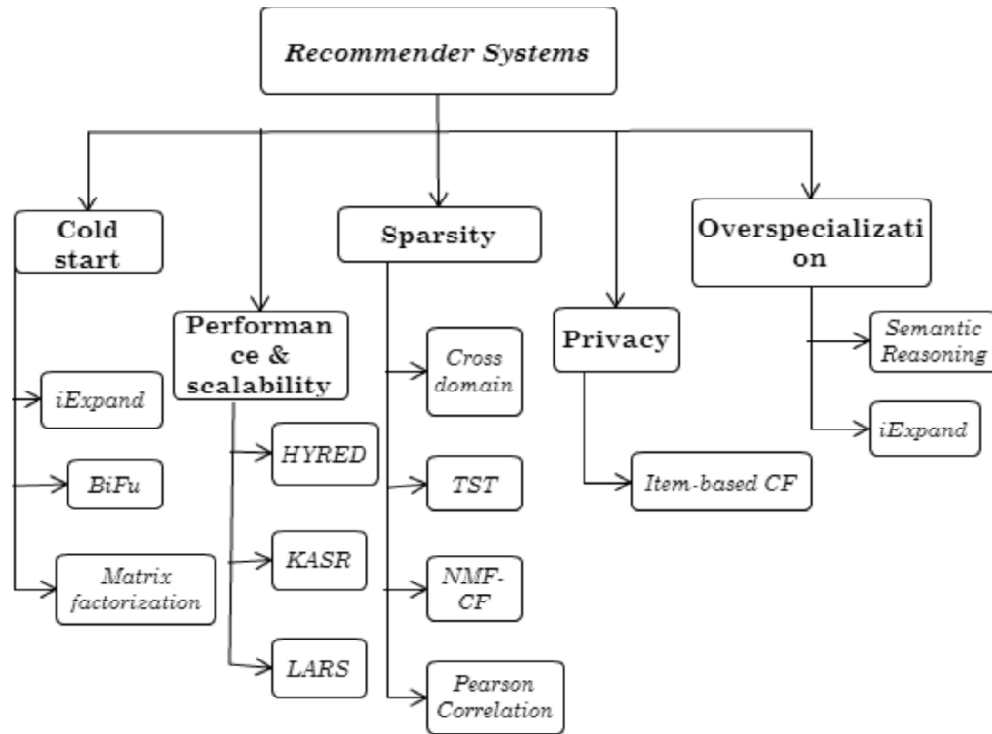 Recommender Systems
Cold
start
Performan
ce &
scalability
Sparsity
Privacy
Overspecializati
on
iExpand
BiFu
Matrix
factorization
HYRED
KASR
LARS
Cross
domain
TST
NMF-
CF
Pearson
Correlation
Item-based CF
Semantic
Reasoning
iExpand